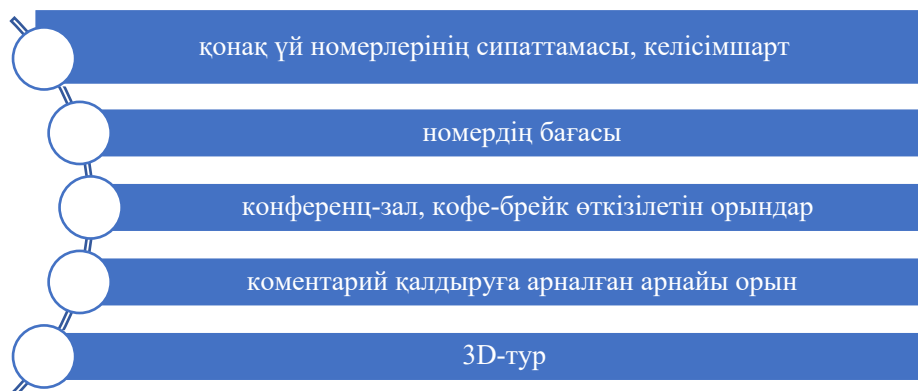 қонақ үй номерлерінің сипаттамасы, келісімшарт
номердің бағасы
конференц-зал, кофе-брейк өткізілетін орындар
коментарий қалдыруға арналған арнайы орын
3D-тур